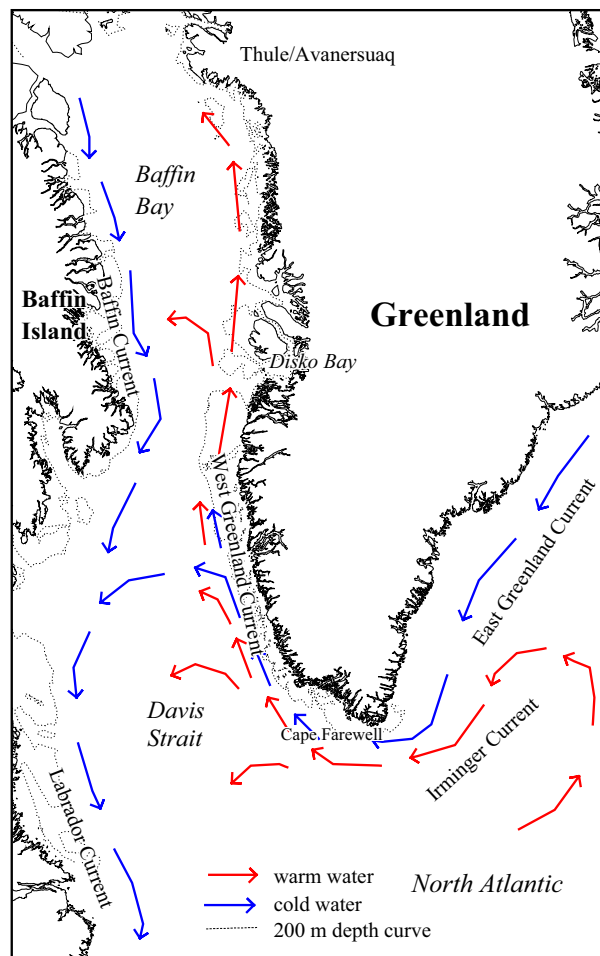 Thule/Avanersuaq
Baffin
Bay
Baffin
Island
Baffin Current
Greenland
Disko Bay
West Greenland Current
East Greenland Current
Davis
Strait
Cape Farewell
Irminger Current
Labrador Current
North Atlantic
warm water
cold water
200 m depth curve